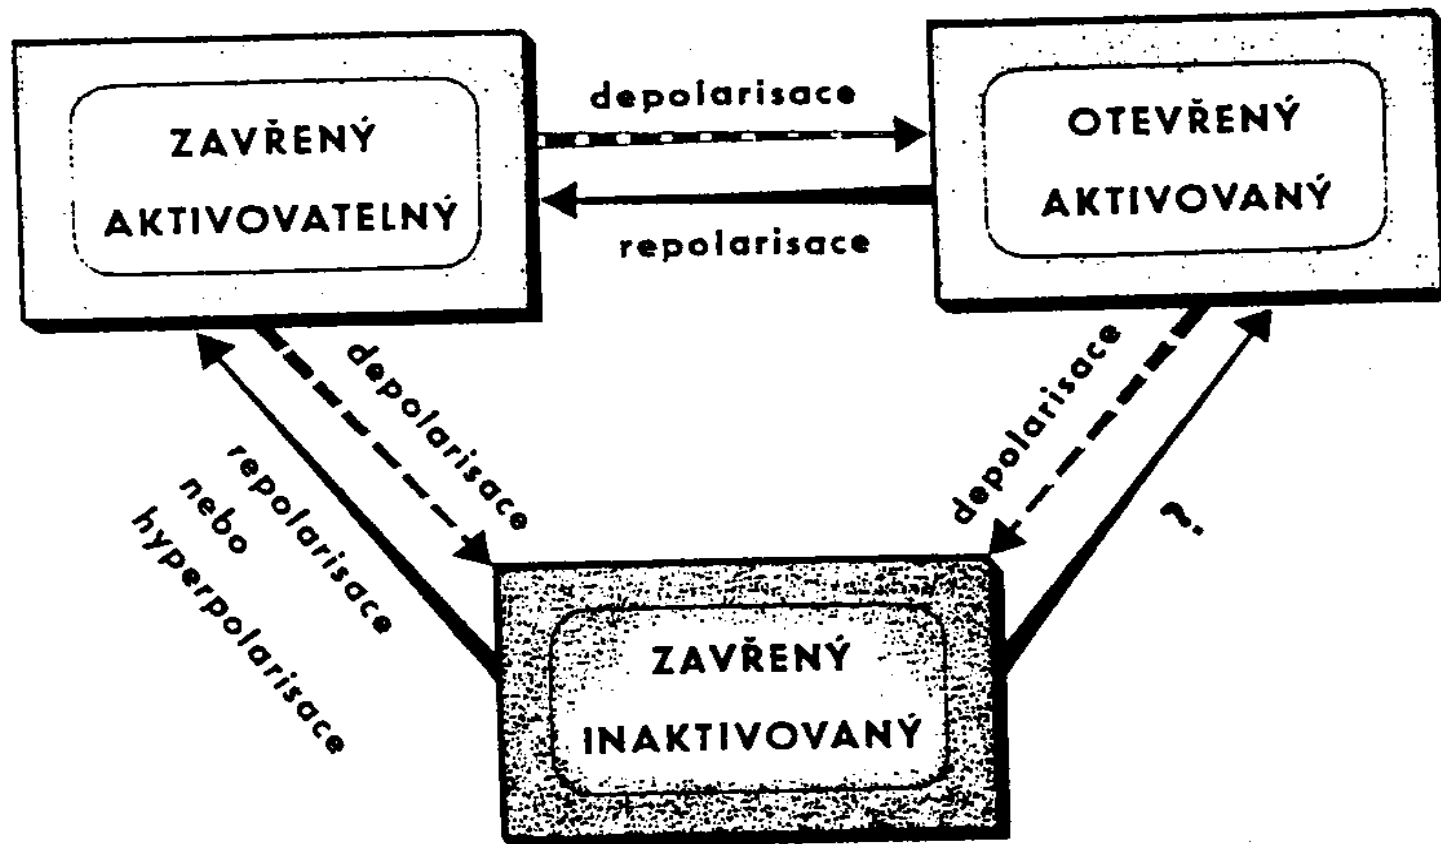 depolarisace
ZAVŘENÝ
AKTIVOVATELNÝ
OTEVŘENÝ
AKTIVOVANÝ
repolarisace
depolarisace
repolarisace
nebo
hyperpolarisace
depolarisace
?
ZAVŘENÝ
INAKTIVOVANÝ